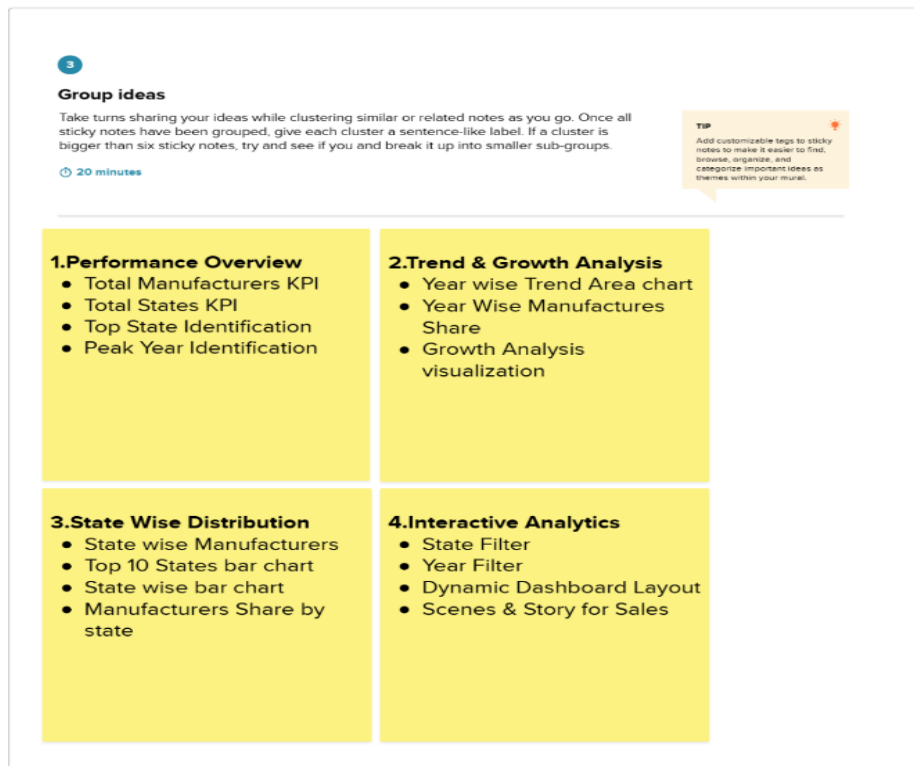 3
Group ideas
Take turns sharing your ideas while clustering similar or related notes as you go. Once all
sticky notes have been grouped, give each cluster a sentence-like label. If a cluster is
bigger than six sticky notes, try and see if you and break it up into smaller sub-groups.
20 minutes
TIP
Add customizable tags to sticky
notes to make it easier to find,
browse, organize, and
categorize important ideas as
themes within your mural.
1.Performance Overview
● Total Manufacturers KPI
● Total States KPI
● Top State Identification
● Peak Year Identification
2.Trend & Growth Analysis
● Year wise Trend Area chart
● Year Wise Manufactures
Share
● Growth Analysis
visualization
3.State Wise Distribution
● State wise Manufacturers
● Top 10 States bar chart
● State wise bar chart
● Manufacturers Share by
state
4.Interactive Analytics
● State Filter
● Year Filter
● Dynamic Dashboard Layout
● Scenes & Story for Sales